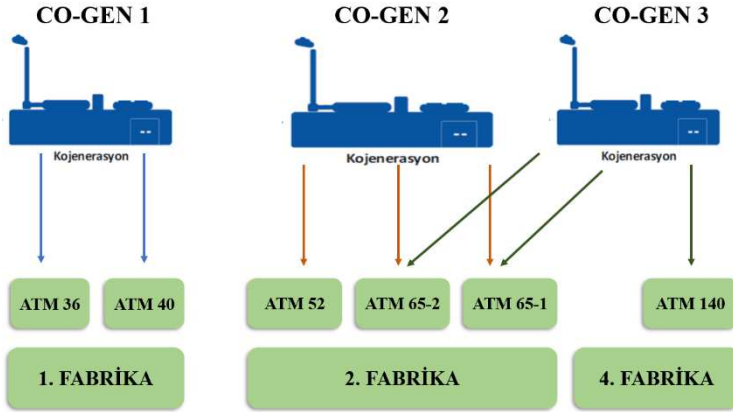 CO-GEN 1
CO-GEN 2
CO-GEN 3
--
--
--
Kojenerasyon
Kojenerasyon
Kojenerasyon
ATM 36
ATM 40
ATM 52
ATM 65-2
ATM 65-1
ATM 140
1. FABRİKA
2. FABRİKA
4. FABRİKA